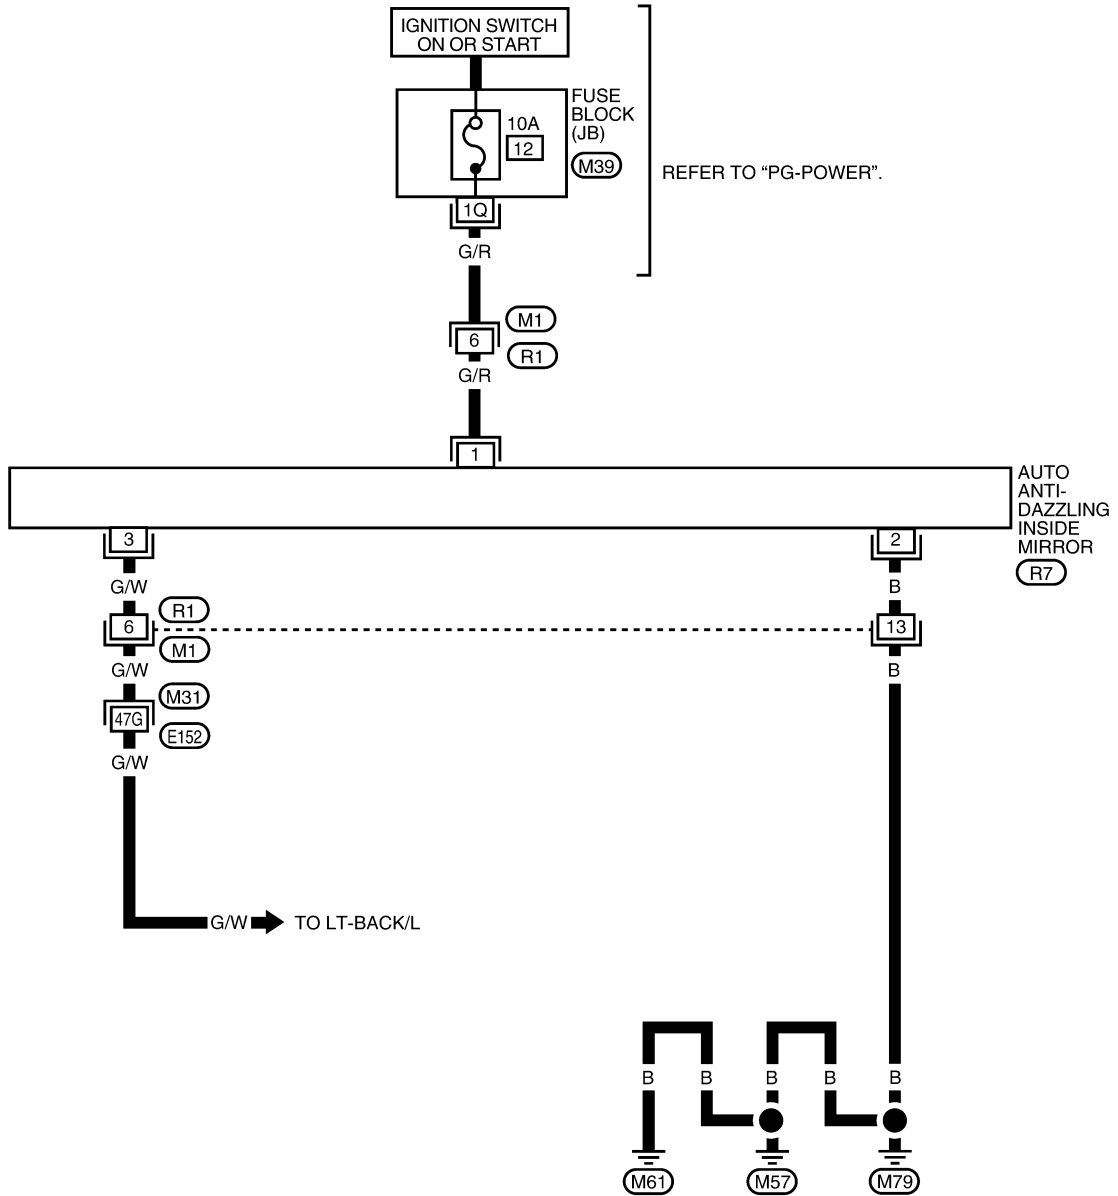 IGNITION SWITCH
ON OR START
FUSE
BLOCK
(JB)
10A
12
M39
REFER TO “PG-POWER”.
1Q
G/R
M1
6
R1
G/R
1
AUTO
ANTI-
DAZZLING
INSIDE
MIRROR
R7
3
2
G/W
B
R1
6
13
M1
G/W
B
M31
47G
E152
G/W
G/W
TO LT-BACK/L
B
B
B
B
B
M61
M57
M79